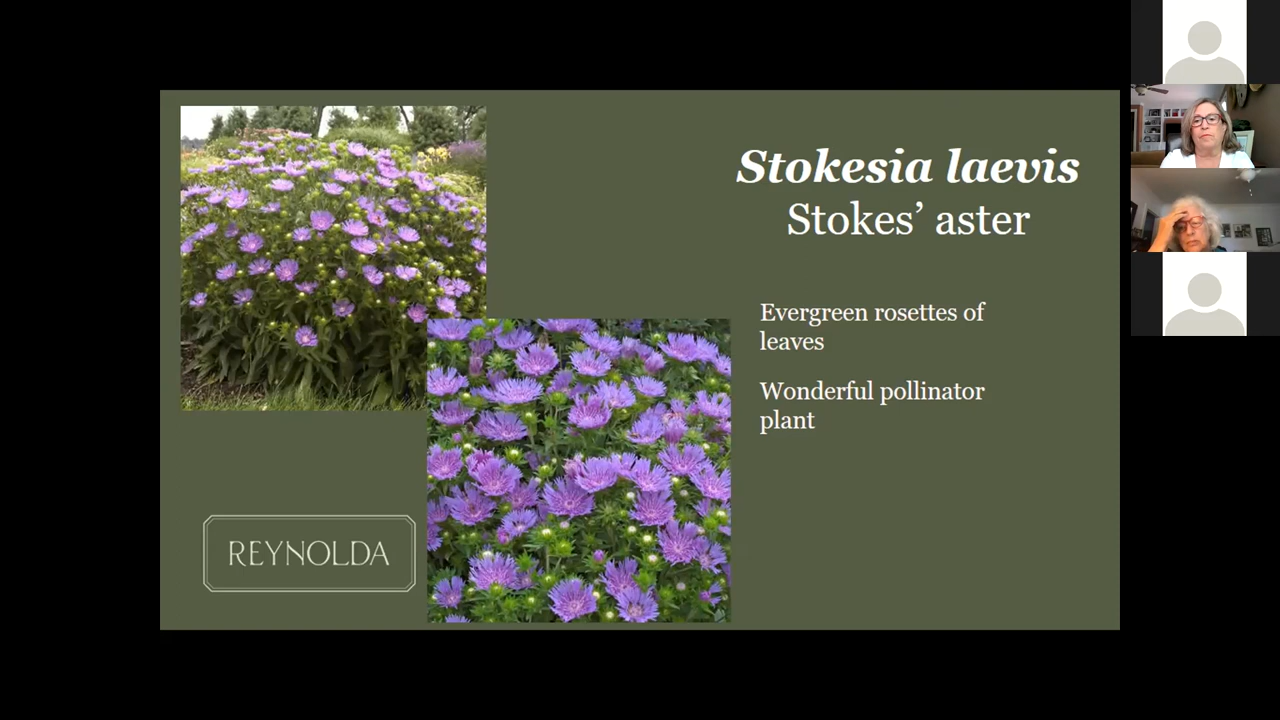 Stokesia laevis
Stokes’ aster
Evergreen rosettes of
leaves
Wonderful pollinator
plant
REYNOLDA